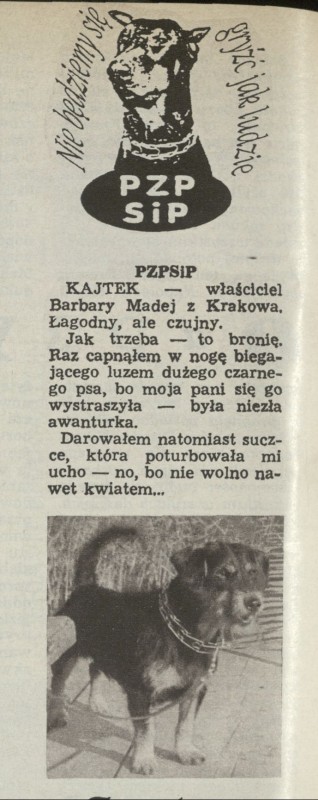 Nie będziemy się
gryźć jak ludzie
PZP
SiP
PZPSiP
KAJTEK — właściciel
Barbary Madej z Krakowa.
Łagodny, ale czujny.
Jak trzeba — to bronię.
Raz capnąłem w nogę biega-
jącego luzem dużego czarne-
go psa, bo moja pani się go
wystraszyła — była niezła
awanturka.
Darowałem natomiast sucz-
ce, która poturbowała mi
ucho — no, bo nie wolno na-
wet kwiatem...